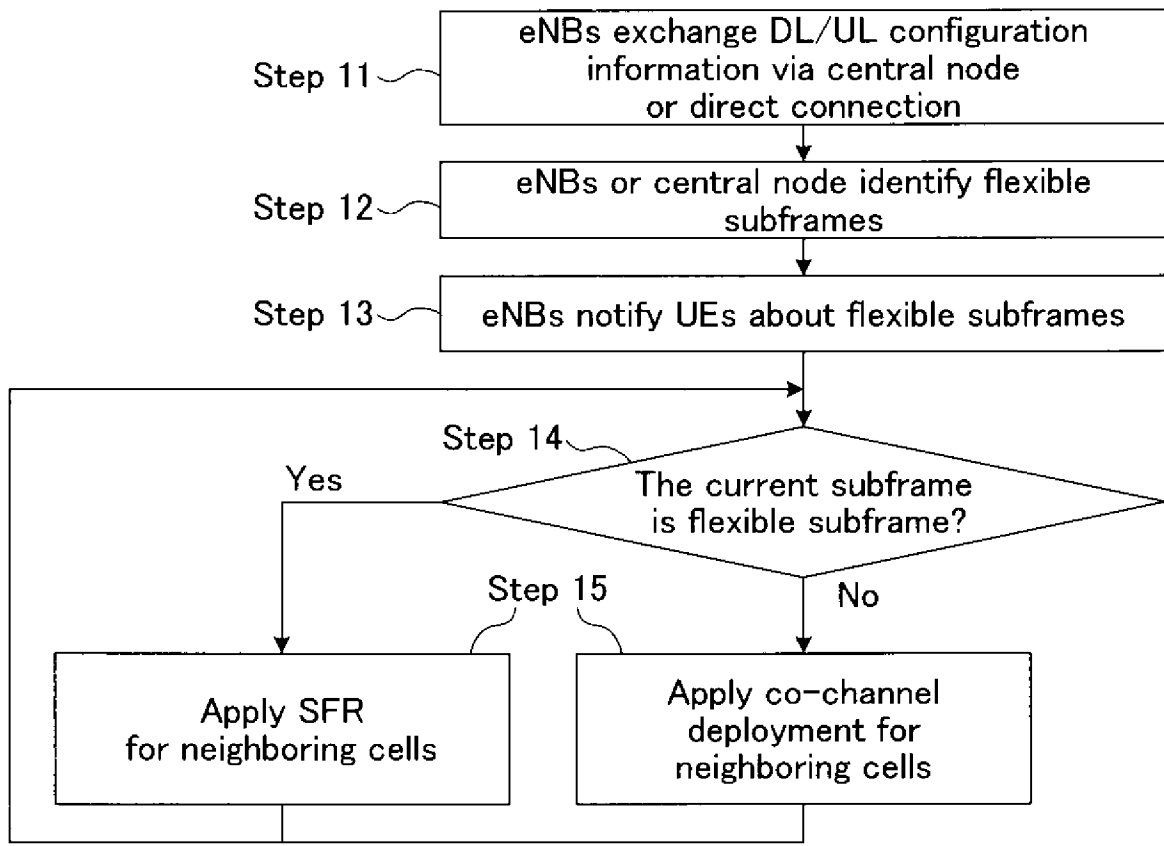 eNBs exchange DL/UL configuration
information via central node
or direct connection
Step 11
eNBs or central node identify flexible
subframes
Step 12
eNBs notify UEs about flexible subframes
Step 13
Step 14
Yes
The current subframe
is flexible subframe?
Step 15
No
Apply SFR
for neighboring cells
Apply co-channel
deployment for
neighboring cells